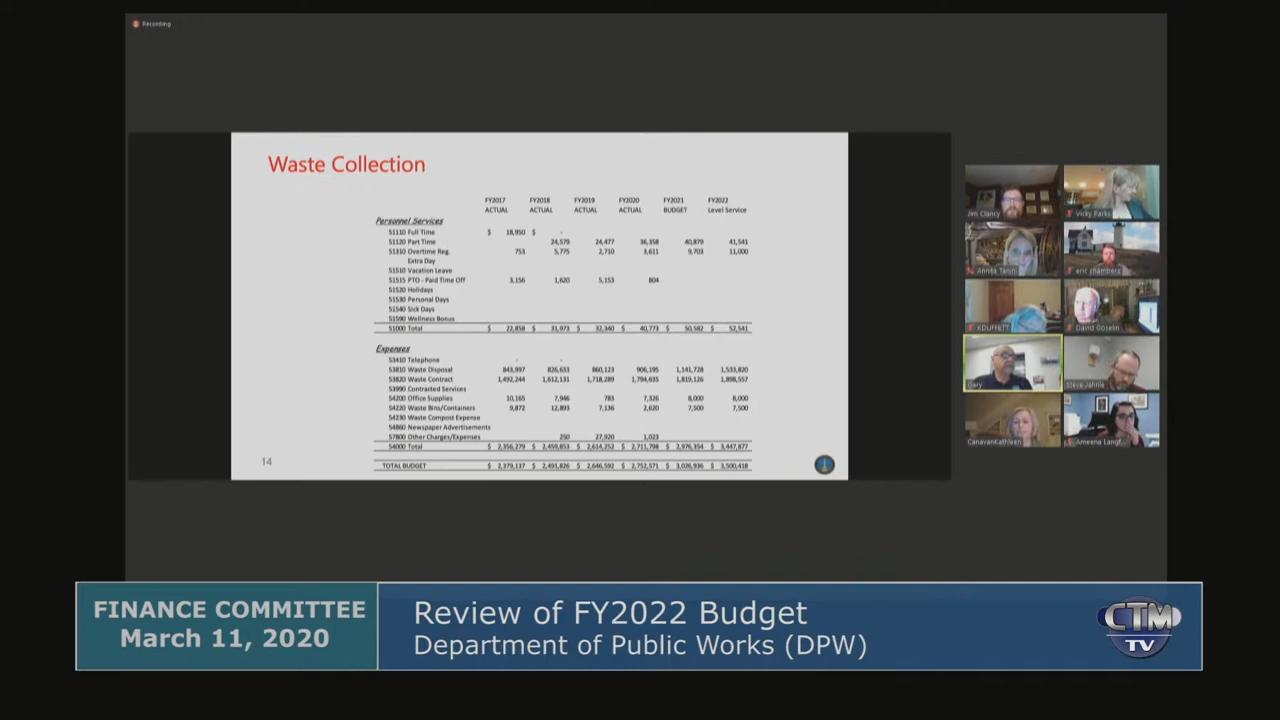 Recording
Waste Collection
FY2017 FY2018 FY2019 FY2020 FY2021 FY2022
ACTUAL ACTUAL ACTUAL ACTUAL BUDGET Level Service
Personnel Services
51110 Full Time $ 18,950 $ -
51120 Part Time 24,579 24,477 36,358 40,879 41,541
51310 Overtime Reg. 753 5,775 2,710 3,611 9,703 11,000
Extra Day
51510 Vacation Leave
51515 PTO - Paid Time Off 3,156 1,620 5,153 804
51520 Holidays
51530 Personal Days
51540 Sick Days
51590 Wellness Bonus
51000 Total $ 22,858 $ 31,973 $ 32,340 $ 40,773 $ 50,582 $ 52,541
Expenses
53410 Telephone - -
53810 Waste Disposal 843,997 826,633 860,123 906,195 1,141,728 1,533,820
53820 Waste Contract 1,492,244 1,612,131 1,718,289 1,794,635 1,819,126 1,898,557
53990 Contracted Services
54200 Office Supplies 10,165 7,946 783 7,326 8,000 8,000
54220 Waste Bins/Containers 9,872 12,893 7,136 2,620 7,500 7,500
54230 Waste Compost Expense
54860 Newspaper Advertisements
57800 Other Charges/Expenses 250 27,920 1,023
54000 Total $ 2,356,279 $ 2,459,853 $ 2,614,252 $ 2,711,798 $ 2,976,354 $ 3,447,877
TOTAL BUDGET $ 2,379,137 $ 2,491,826 $ 2,646,592 $ 2,752,571 $ 3,026,936 $ 3,500,418
14
Jim Clancy
Vicky Parks
Annita Tanini
eric chambers
KDUFFETT
David Goselin
Gary
Steve Jahnle
CanavanKathleen
Ameena Langf
FINANCE COMMITTEE
March 11, 2020
Review of FY2022 Budget
Department of Public Works (DPW)
CTM
TV